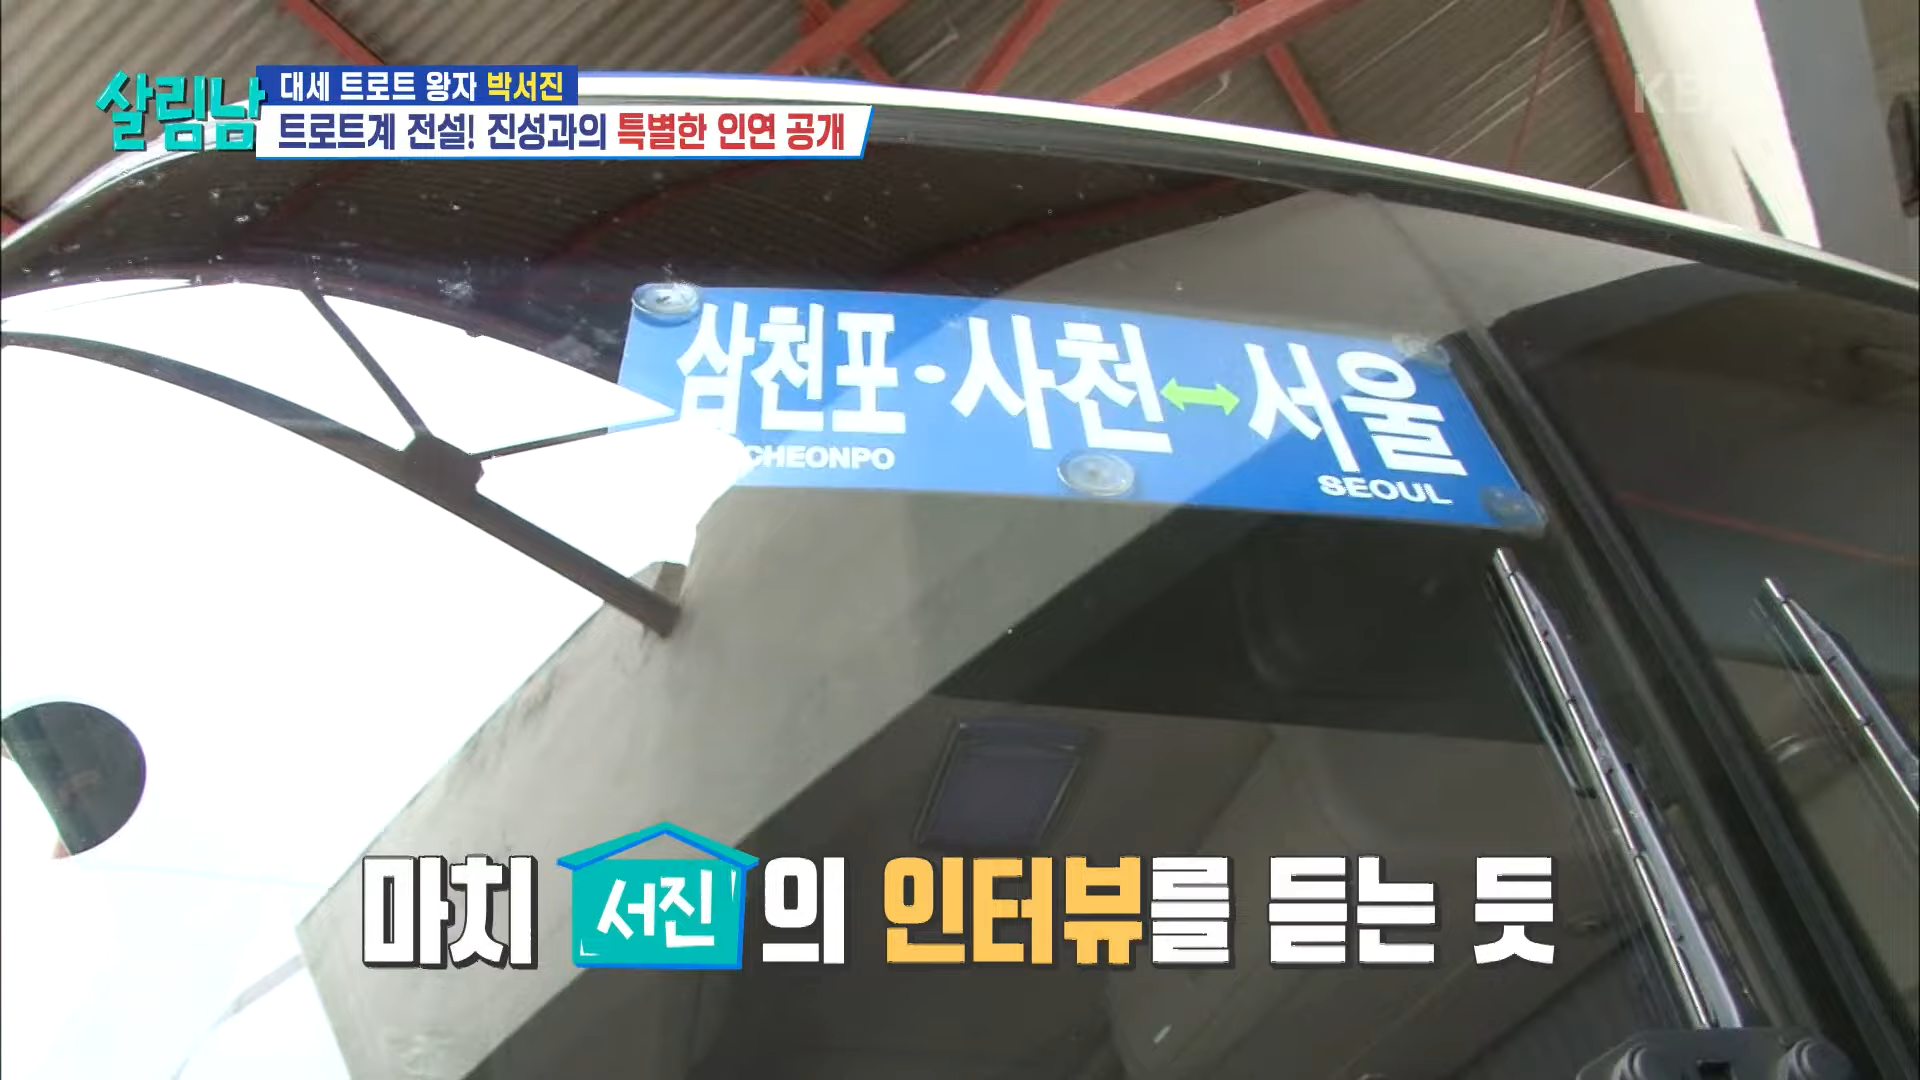 살림남
대세 트로트 왕자 박서진
트로트계 전설! 진성과의 특별한 인연 공개
삼천포·사천↔서울
CHEONPO
SEOUL
마치 서진의 인터뷰를 듣는 듯